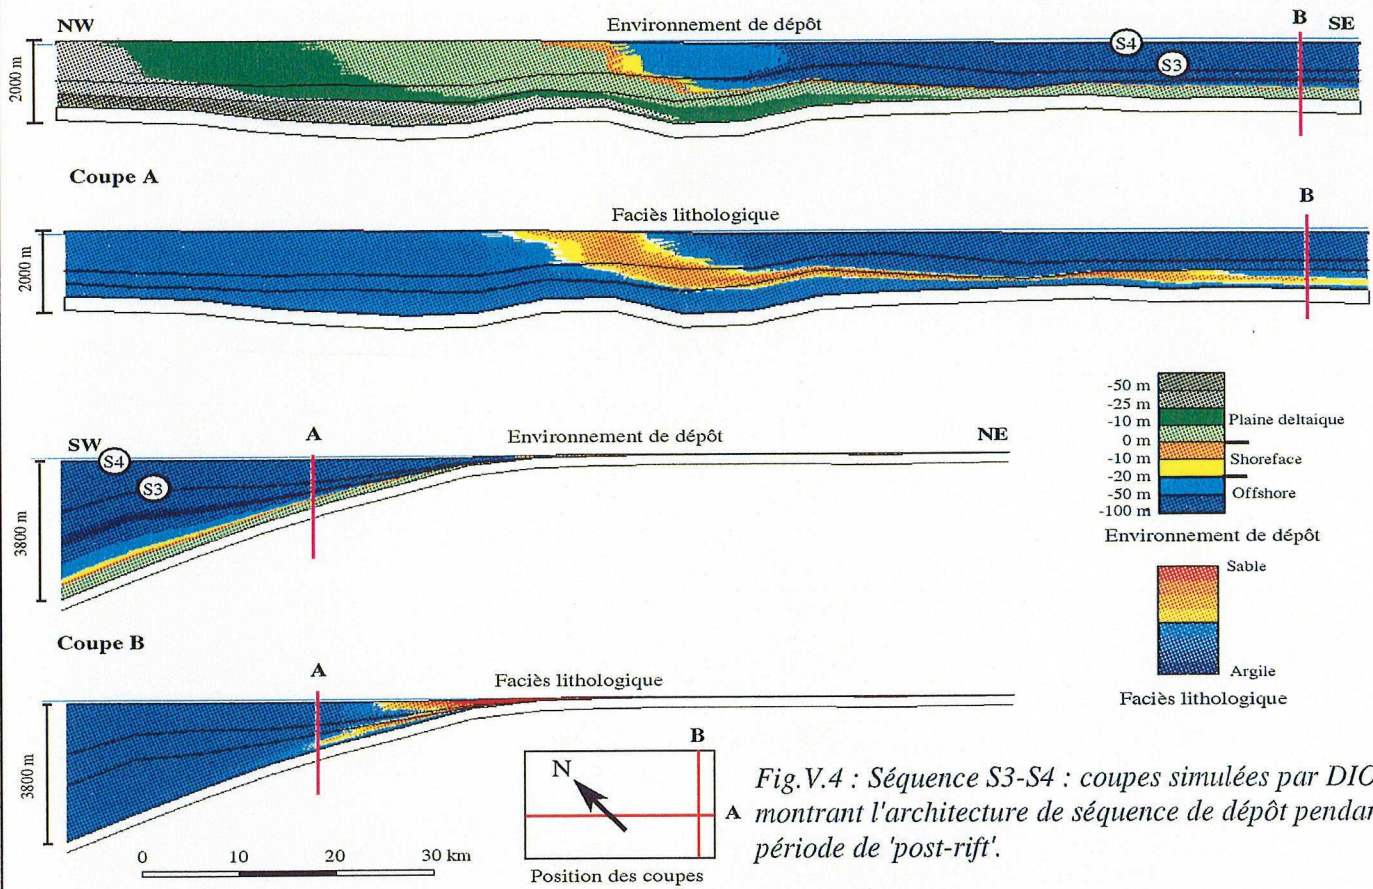 NW
Environnement de dépôt
B
SE
S4
S3
2000 m
Coupe A
Faciès lithologique
B
2000 m
SW
A
Environnement de dépôt
NE
S4
S3
3800 m
-50 m
-25 m
-10 m
Plaine deltaique
0 m
-10 m
Shoreface
-20 m
-50 m
Offshore
-100 m
Environnement de dépôt
Sable
Argile
Faciès lithologique
Coupe B
A
Faciès lithologique
3800 m
0 10 20 30 km
B
N
A
Position des coupes
Fig.V.4 : Séquence S3-S4 : coupes simulées par DIO
montrant l'architecture de séquence de dépôt pendan
période de 'post-rift'.